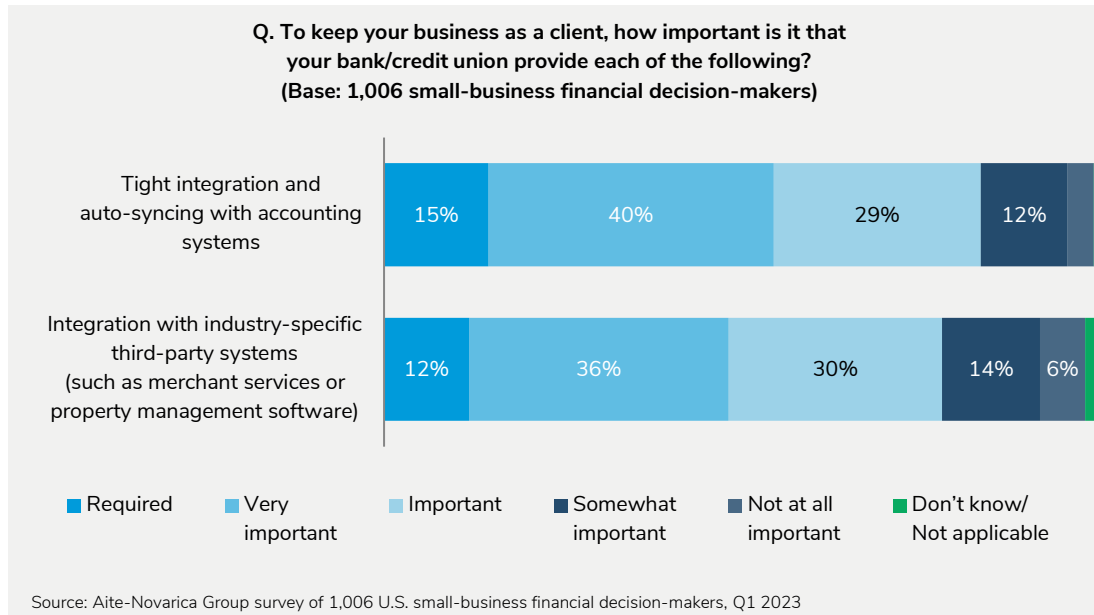 Q. To keep your business as a client, how important is it that
your bank/credit union provide each of the following?
(Base: 1,006 small-business financial decision-makers)
Tight integration and
auto-syncing with accounting
systems
15%
40%
29%
12%
Integration with industry-specific
third-party systems
(such as merchant services or
property management software)
12%
36%
30%
14%
6%
Required
Very
important
Important
Somewhat
important
Not at all
important
Don’t know/
Not applicable
Source: Aite-Novarica Group survey of 1,006 U.S. small-business financial decision-makers, Q1 2023